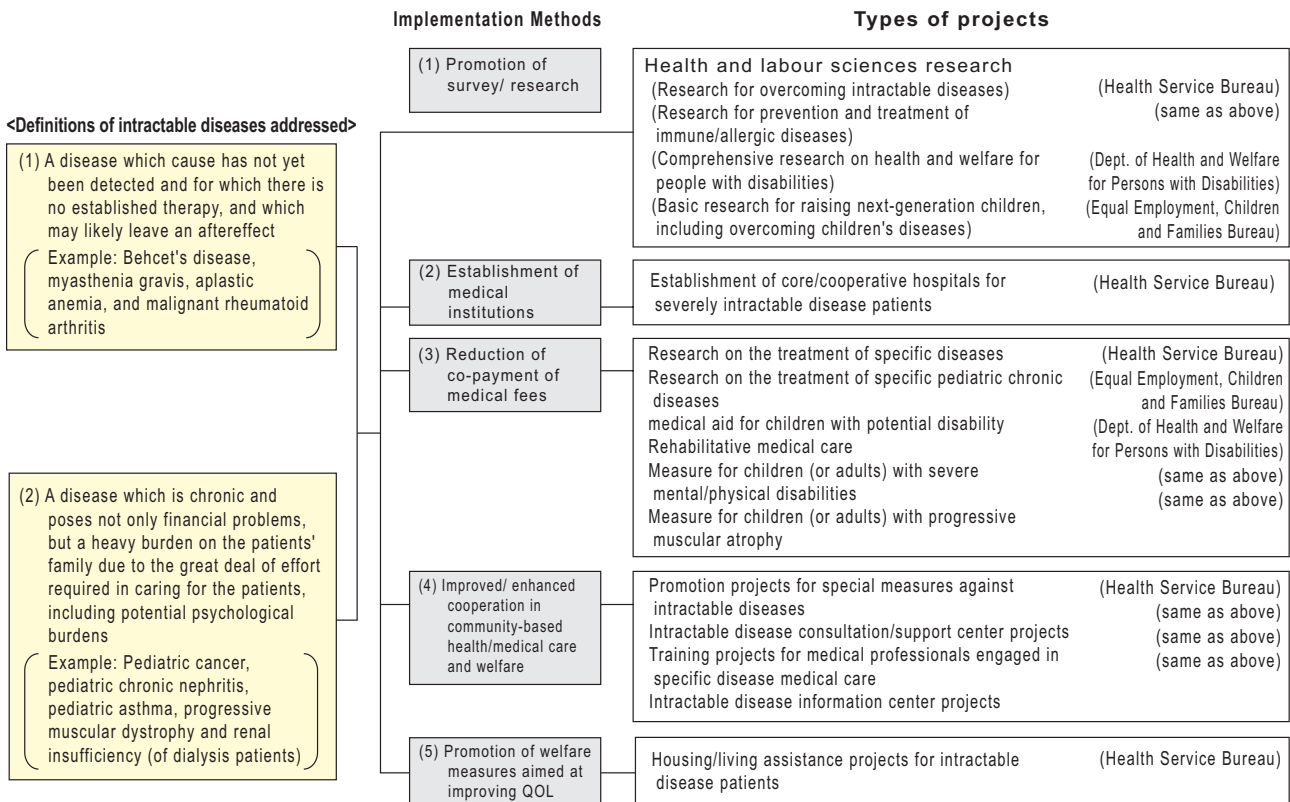 Implementation Methods
Types of projects
<Definitions of intractable diseases addressed>
(1) A disease which cause has not yet
been detected and for which there is
no established therapy, and which
may likely leave an aftereffect
Example: Behcet's disease,
myasthenia gravis, aplastic
anemia, and malignant rheumatoid
arthritis
(2) A disease which is chronic and
poses not only financial problems,
but a heavy burden on the patients'
family due to the great deal of effort
required in caring for the patients,
including potential psychological
burdens
Example: Pediatric cancer,
pediatric chronic nephritis,
pediatric asthma, progressive
muscular dystrophy and renal
insufficiency (of dialysis patients)
(1) Promotion of
survey/ research
Health and labour sciences research
(Research for overcoming intractable diseases)
(Research for prevention and treatment of
immune/allergic diseases)
(Comprehensive research on health and welfare for
people with disabilities)
(Basic research for raising next-generation children,
including overcoming children's diseases)
(Health Service Bureau)
(same as above)
(Dept. of Health and Welfare
for Persons with Disabilities)
(Equal Employment, Children
and Families Bureau)
(2) Establishment of
medical
institutions
Establishment of core/cooperative hospitals for
severely intractable disease patients
(Health Service Bureau)
(3) Reduction of
co-payment of
medical fees
Research on the treatment of specific diseases
Research on the treatment of specific pediatric chronic
diseases
medical aid for children with potential disability
Rehabilitative medical care
Measure for children (or adults) with severe
mental/physical disabilities
Measure for children (or adults) with progressive
muscular atrophy
(Health Service Bureau)
(Equal Employment, Children
and Families Bureau)
(Dept. of Health and Welfare
for Persons with Disabilities)
(same as above)
(same as above)
(4) Improved/ enhanced
cooperation in
community-based
health/medical care
and welfare
Promotion projects for special measures against
intractable diseases
Intractable disease consultation/support center projects
Training projects for medical professionals engaged in
specific disease medical care
Intractable disease information center projects
(Health Service Bureau)
(same as above)
(same as above)
(same as above)
(5) Promotion of welfare
measures aimed at
improving QOL
Housing/living assistance projects for intractable
disease patients
(Health Service Bureau)